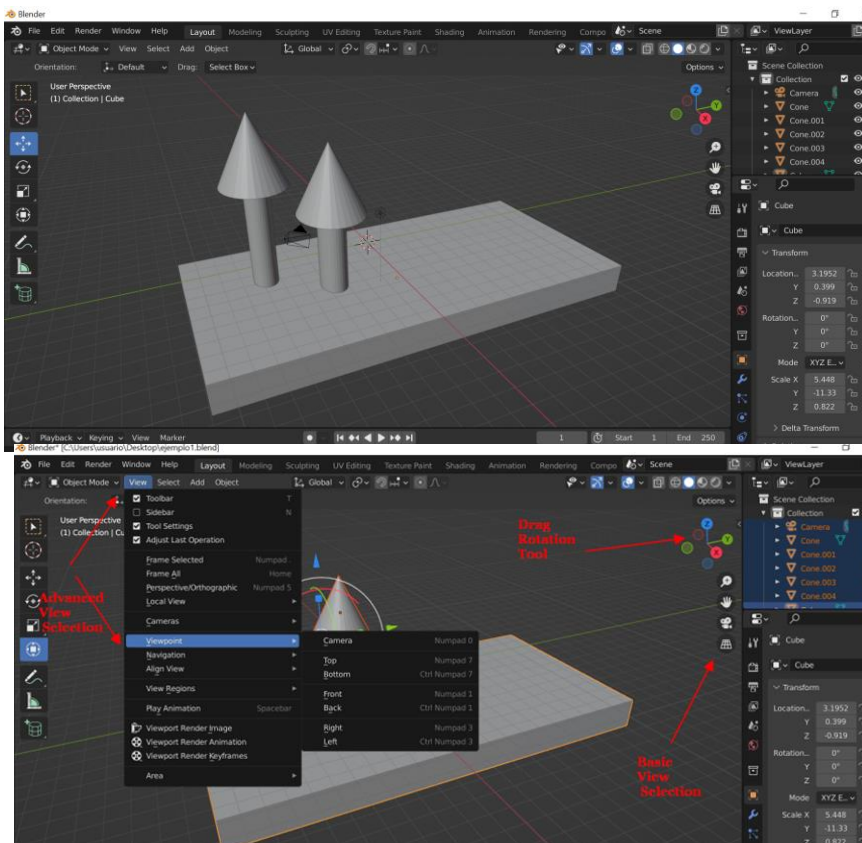 Blender
File Edit Render Window Help Layout Modeling Sculpting UV Editing Texture Paint Shading Animation Rendering Compo Scene ViewLayer
Object Mode View Select Add Object Global
Orientation: Default Drag: Select Box Options
User Perspective
(1) Collection | Cube
Z
Y
X
Scene Collection
Collection
Camera
Cone
Cone.001
Cone.002
Cone.003
Cone.004
Cube
Cube
Transform
Location... 3.1952
Y 0.399
Z -0.919
Rotation... 0°
Y 0°
Z 0°
Mode XYZ E...
Scale X 5.448
Y -11.33
Z 0.822
Delta Transform
Playback Keying View Marker 1 Start 1 End 250
Blender* [C:\Users\usuario\Desktop\ejemplo1.blend]
File Edit Render Window Help Layout Modeling Sculpting UV Editing Texture Paint Shading Animation Rendering Compo Scene ViewLayer
Object Mode View Select Add Object Global
Orientation: Options
User Perspective
(1) Collection | Cu
Toolbar T
Sidebar N
Tool Settings
Adjust Last Operation
Frame Selected Numpad .
Frame All Home
Perspective/Orthographic Numpad 5
Local View
Cameras
Viewpoint
Navigation
Align View
View Regions
Play Animation Spacebar
Viewport Render Image
Viewport Render Animation
Viewport Render Keyframes
Area
Camera Numpad 0
Top Numpad 7
Bottom Ctrl Numpad 7
Front Numpad 1
Back Ctrl Numpad 1
Right Numpad 3
Left Ctrl Numpad 3
Advanced
View
Selection
Drag
Rotation
Tool
Basic
View
Selection
Z
Y
X
Scene Collection
Collection
Camera
Cone
Cone.001
Cone.002
Cone.003
Cone.004
Cube
Cube
Transform
Location... 3.1952
Y 0.399
Z -0.919
Rotation... 0°
Y 0°
Z 0°
Mode XYZ E...
Scale X 5.448
Y -11.33
Z 0.822